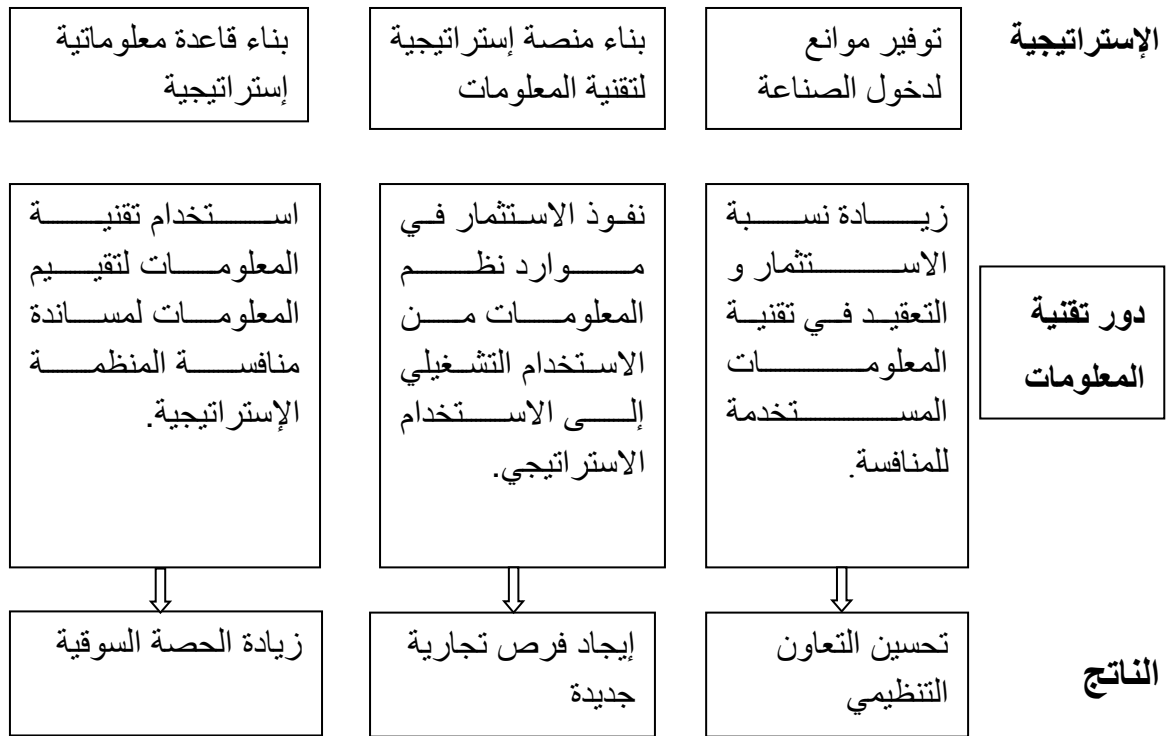 الإستراتيجية
توفير موانع
لدخول الصناعة
بناء منصة إستراتيجية
لتقنية المعلومات
بناء قاعدة معلوماتية
إستراتيجية
دور تقنية
المعلومات
زيادة نسبة
الاستثمار و
التعقيد في تقنية
المعلومات
المستخدمة
للمنافسة.
نفوذ الاستثمار في
موارد نظم
المعلومات من
الاستخدام التشغيلي
إلى الاستخدام
الاستراتيجي.
استخدام تقنية
المعلومات لتقييم
المعلومات لمساندة
منافسة المنظمة
الإستراتيجية.
الناتج
تحسين التعاون
التنظيمي
إيجاد فرص تجارية
جديدة
زيادة الحصة السوقية